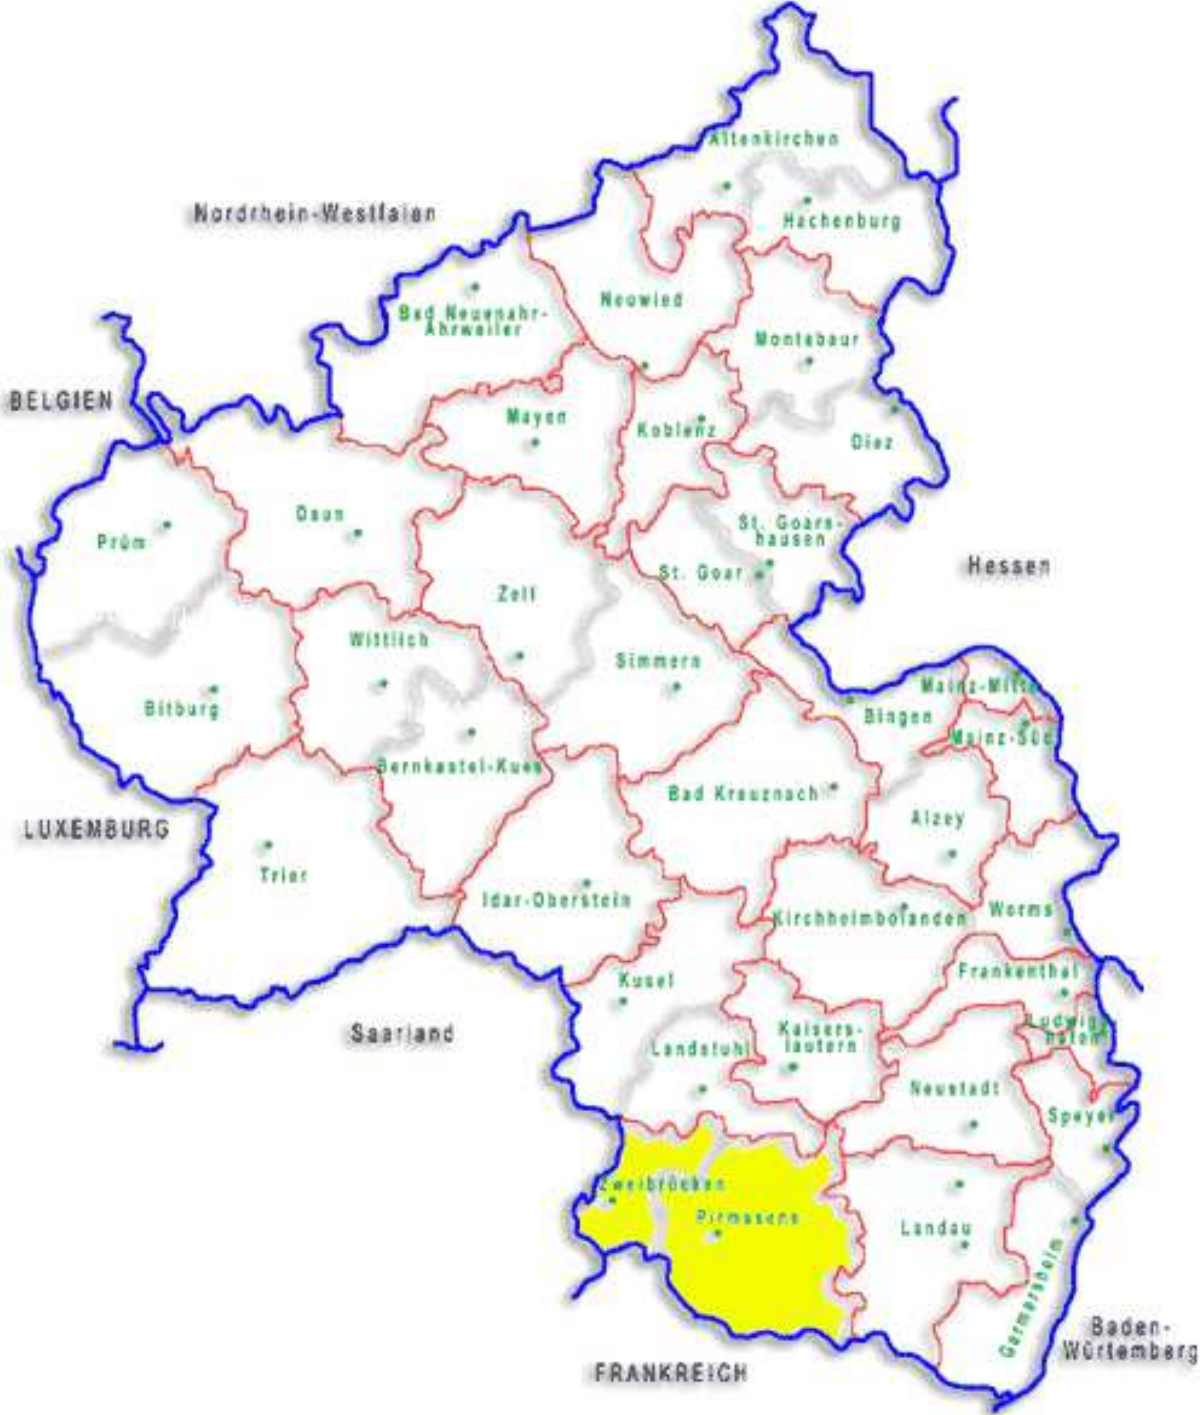 Altenkirchen
Nordrhein-Westfalen
Hachenburg
Neuwied
Bad Neuenahr-
Ahrweiler
Montabaur
BELGIEN
Mayen
Koblenz
Diez
Daun
St. Goars-
hausen
Prüm
Hessen
St. Goar
Zell
Wittlich
Simmern
Mainz-Mitte
Bitburg
Bingen
Mainz-Süd
Bernkastel-Kues
Bad Kreuznach
Alzey
LUXEMBURG
Trier
Idar-Oberstein
Kirchheimbolanden
Worms
Frankenthal
Kusel
Ludwigs-
hafen
Saarland
Kaisers-
lautern
Landstuhl
Neustadt
Speyer
Zweibrücken
Pirmasens
Landau
Germersheim
Baden-
Würtemberg
FRANKREICH